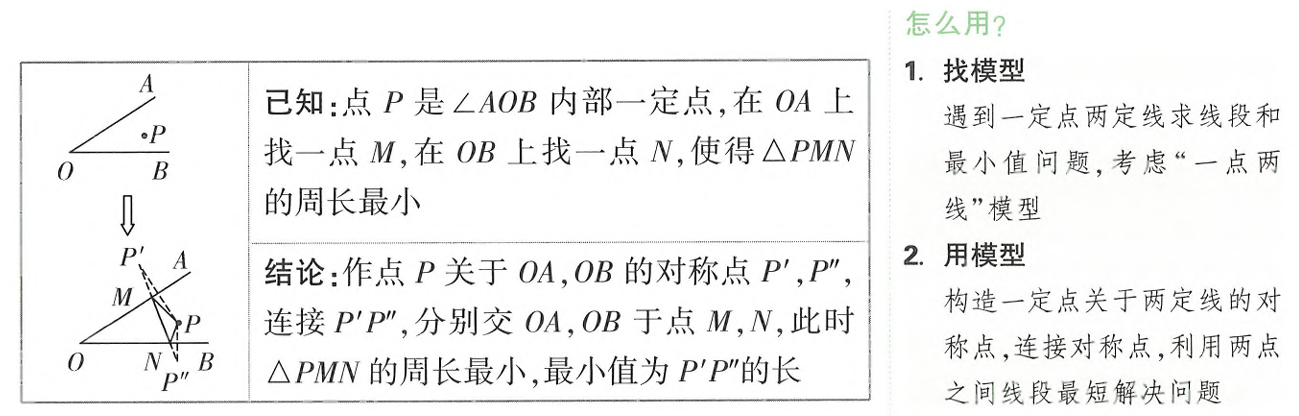 A
P
O
B
P′
A
M
P
O
N
B
P″
已知:点 P 是∠AOB 内部一定点,在 OA 上
找一点 M,在 OB 上找一点 N,使得△PMN
的周长最小
结论:作点 P 关于 OA,OB 的对称点 P′,P″,
连接 P′P″,分别交 OA,OB 于点 M,N,此时
△PMN 的周长最小,最小值为 P′P″的长
怎么用?
1. 找模型
遇到一定点两定线求线段和
最小值问题,考虑“一点两
线”模型
2. 用模型
构造一定点关于两定线的对
称点,连接对称点,利用两点
之间线段最短解决问题